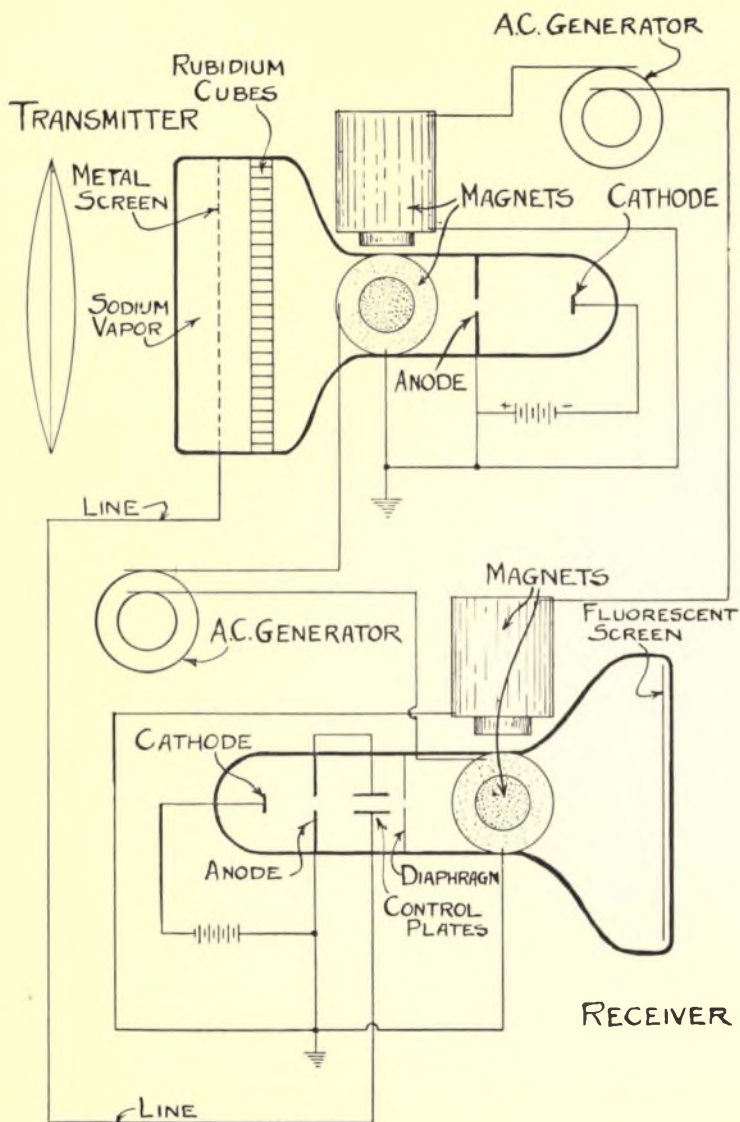 A.C. GENERATOR
RUBIDIUM
CUBES
TRANSMITTER
METAL
SCREEN
MAGNETS
CATHODE
SODIUM
VAPOR
ANODE
+ -
LINE
MAGNETS
FLUORESCENT
SCREEN
A.C. GENERATOR
CATHODE
ANODE
DIAPHRAGN
CONTROL
PLATES
RECEIVER
LINE